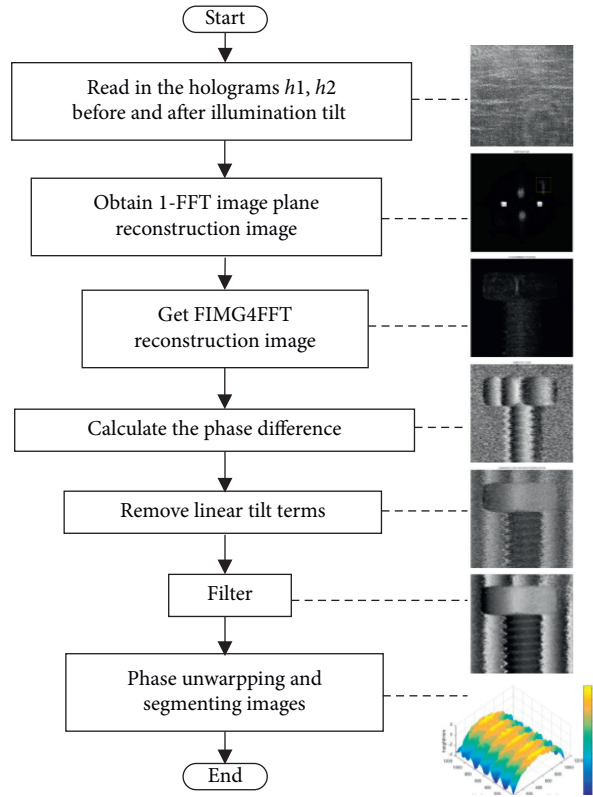 Start
Read in the holograms h1, h2
before and after illumination tilt
Obtain 1-FFT image plane
reconstruction image
Get FIMG4FFT
reconstruction image
Calculate the phase difference
Remove linear tilt terms
Filter
Phase unwarpping and
segmenting images
End